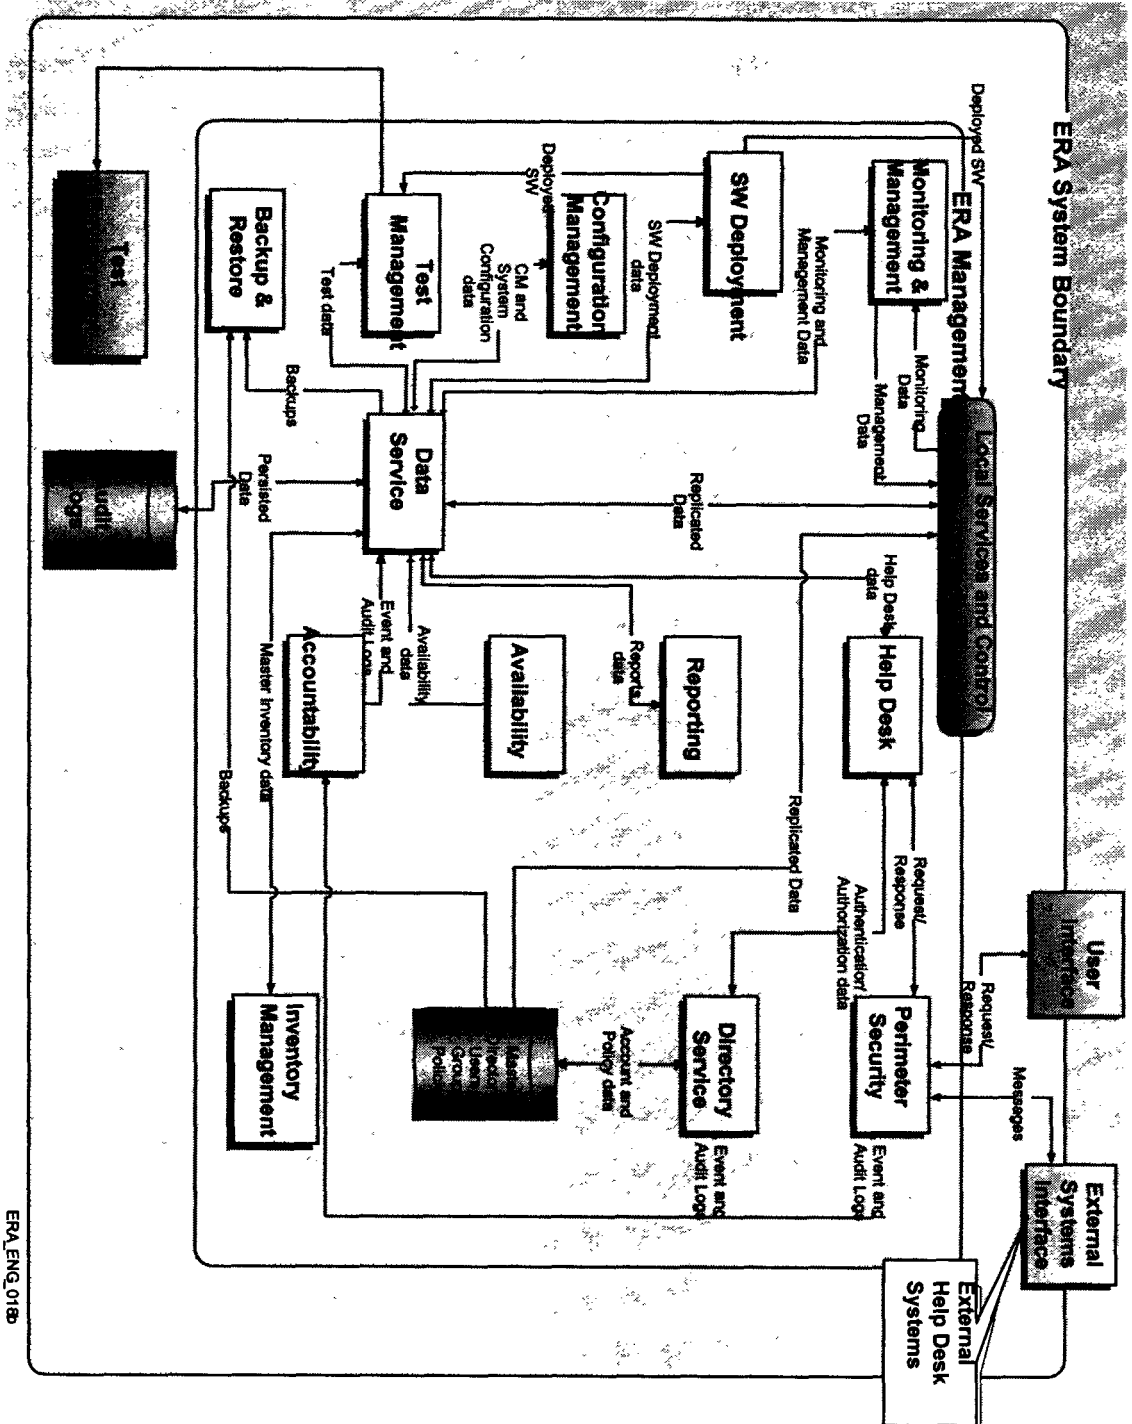 ERA System Boundary
User
Interface
External
Systems
Interface
Deployed SW
Request/
Response
Messages
Local Services and Control
ERA Management
External
Help Desk
Systems
Monitoring &
Management
Monitoring
Data
Management
Data
Help Desk
data
Help Desk
Request/
Response
Perimeter
Security
Event and
Audit Logs
Monitoring and
Management Data
Authentication/
Authorization data
SW Deployment
Replicated
Data
Replicated Data
Directory
Service
Event and
Audit Logs
SW Deployment
data
Reporting
Reports
data
Account and
Policy data
Configuration
Management
Deployed
SW
CM and
System
Configuration
data
Availability
Availability
data
Users
Group
Policy
Test
Management
Test data
Data
Service
Event and
Audit Logs
Accountability
Backup &
Restore
Backups
Persisted
Data
Master Inventory data
Backups
Inventory
Management
Test
ERA_ENG_018b